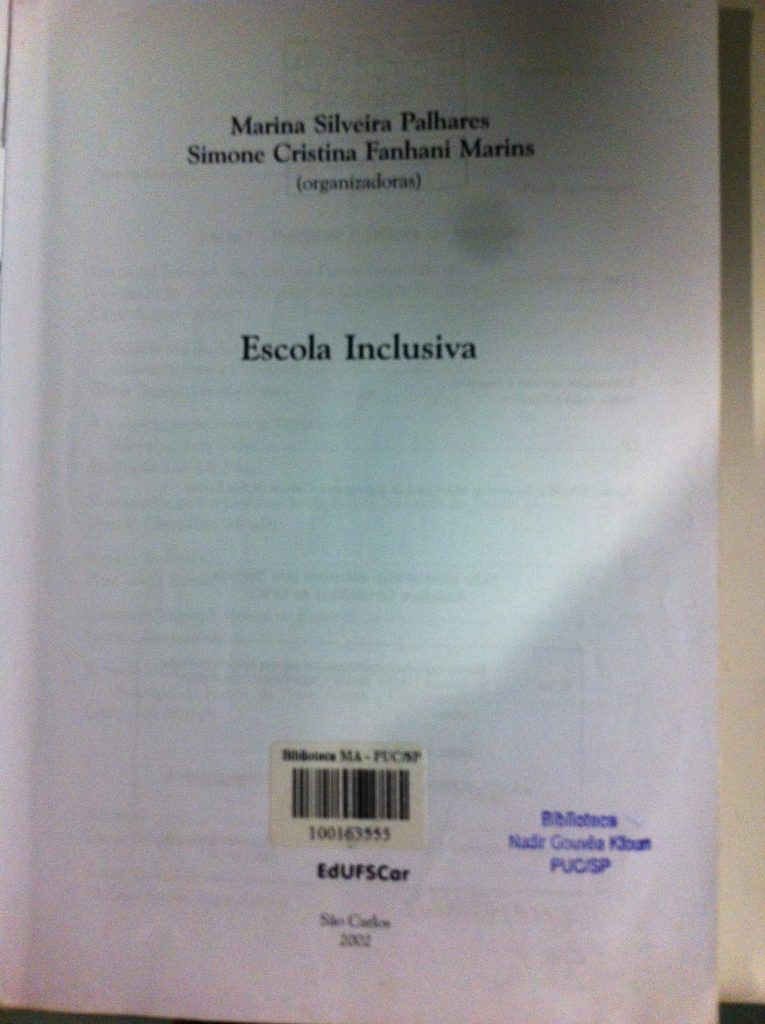 Marina Silveira Palhares
Simone Cristina Fanhani Marins
(organizadoras)
Escola Inclusiva
Biblioteca MA - PUC/SP
100163555
EdUFSCar
São Carlos
2002
Biblioteca
Nadir Gouvêa Kfouri
PUC/SP